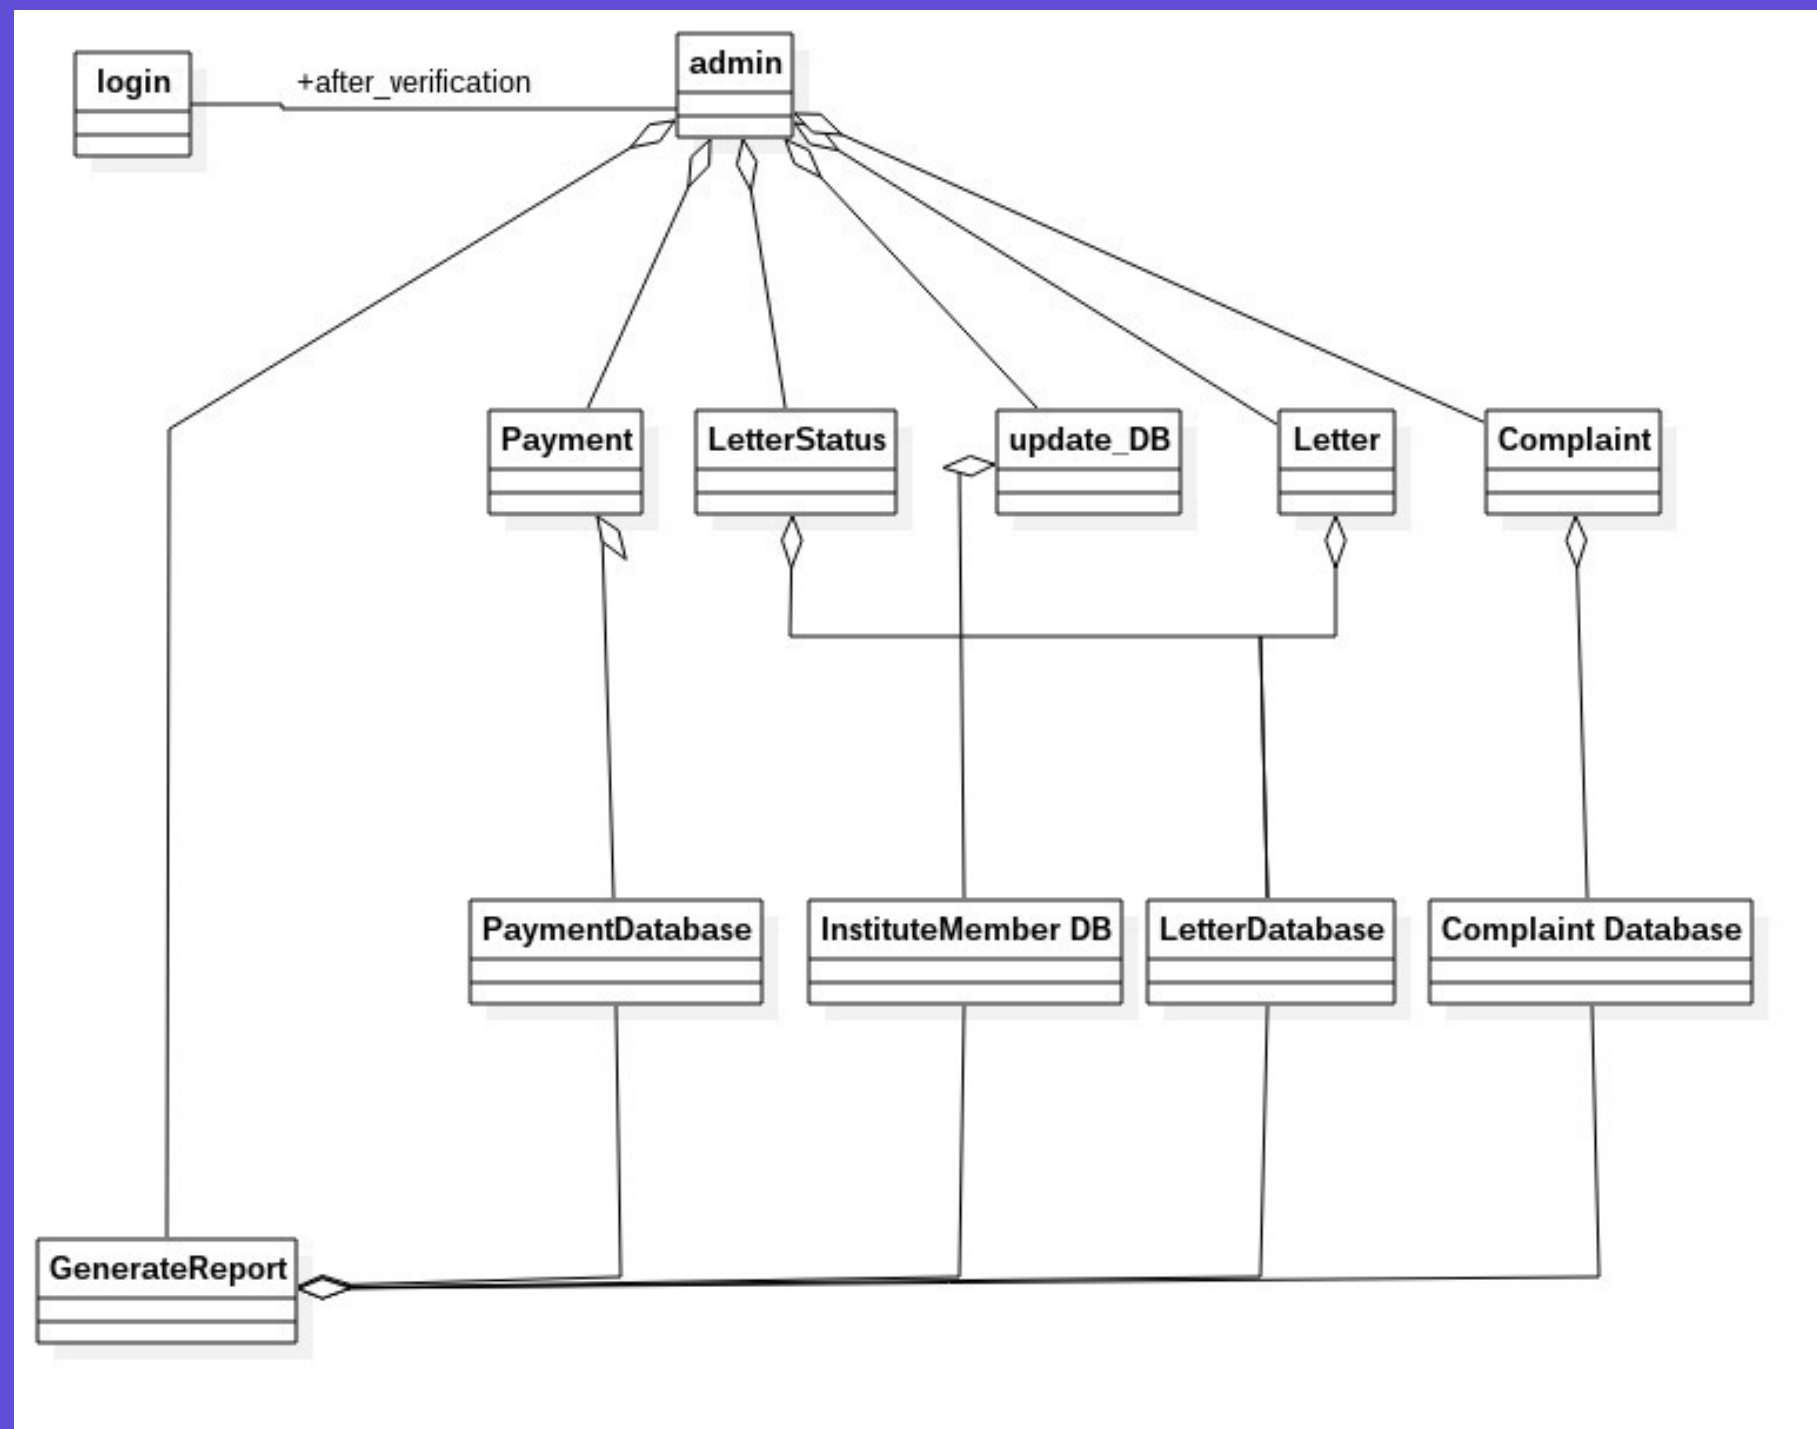 login
+after_verification
admin
Payment
LetterStatus
update_DB
Letter
Complaint
PaymentDatabase
InstituteMember DB
LetterDatabase
Complaint Database
GenerateReport